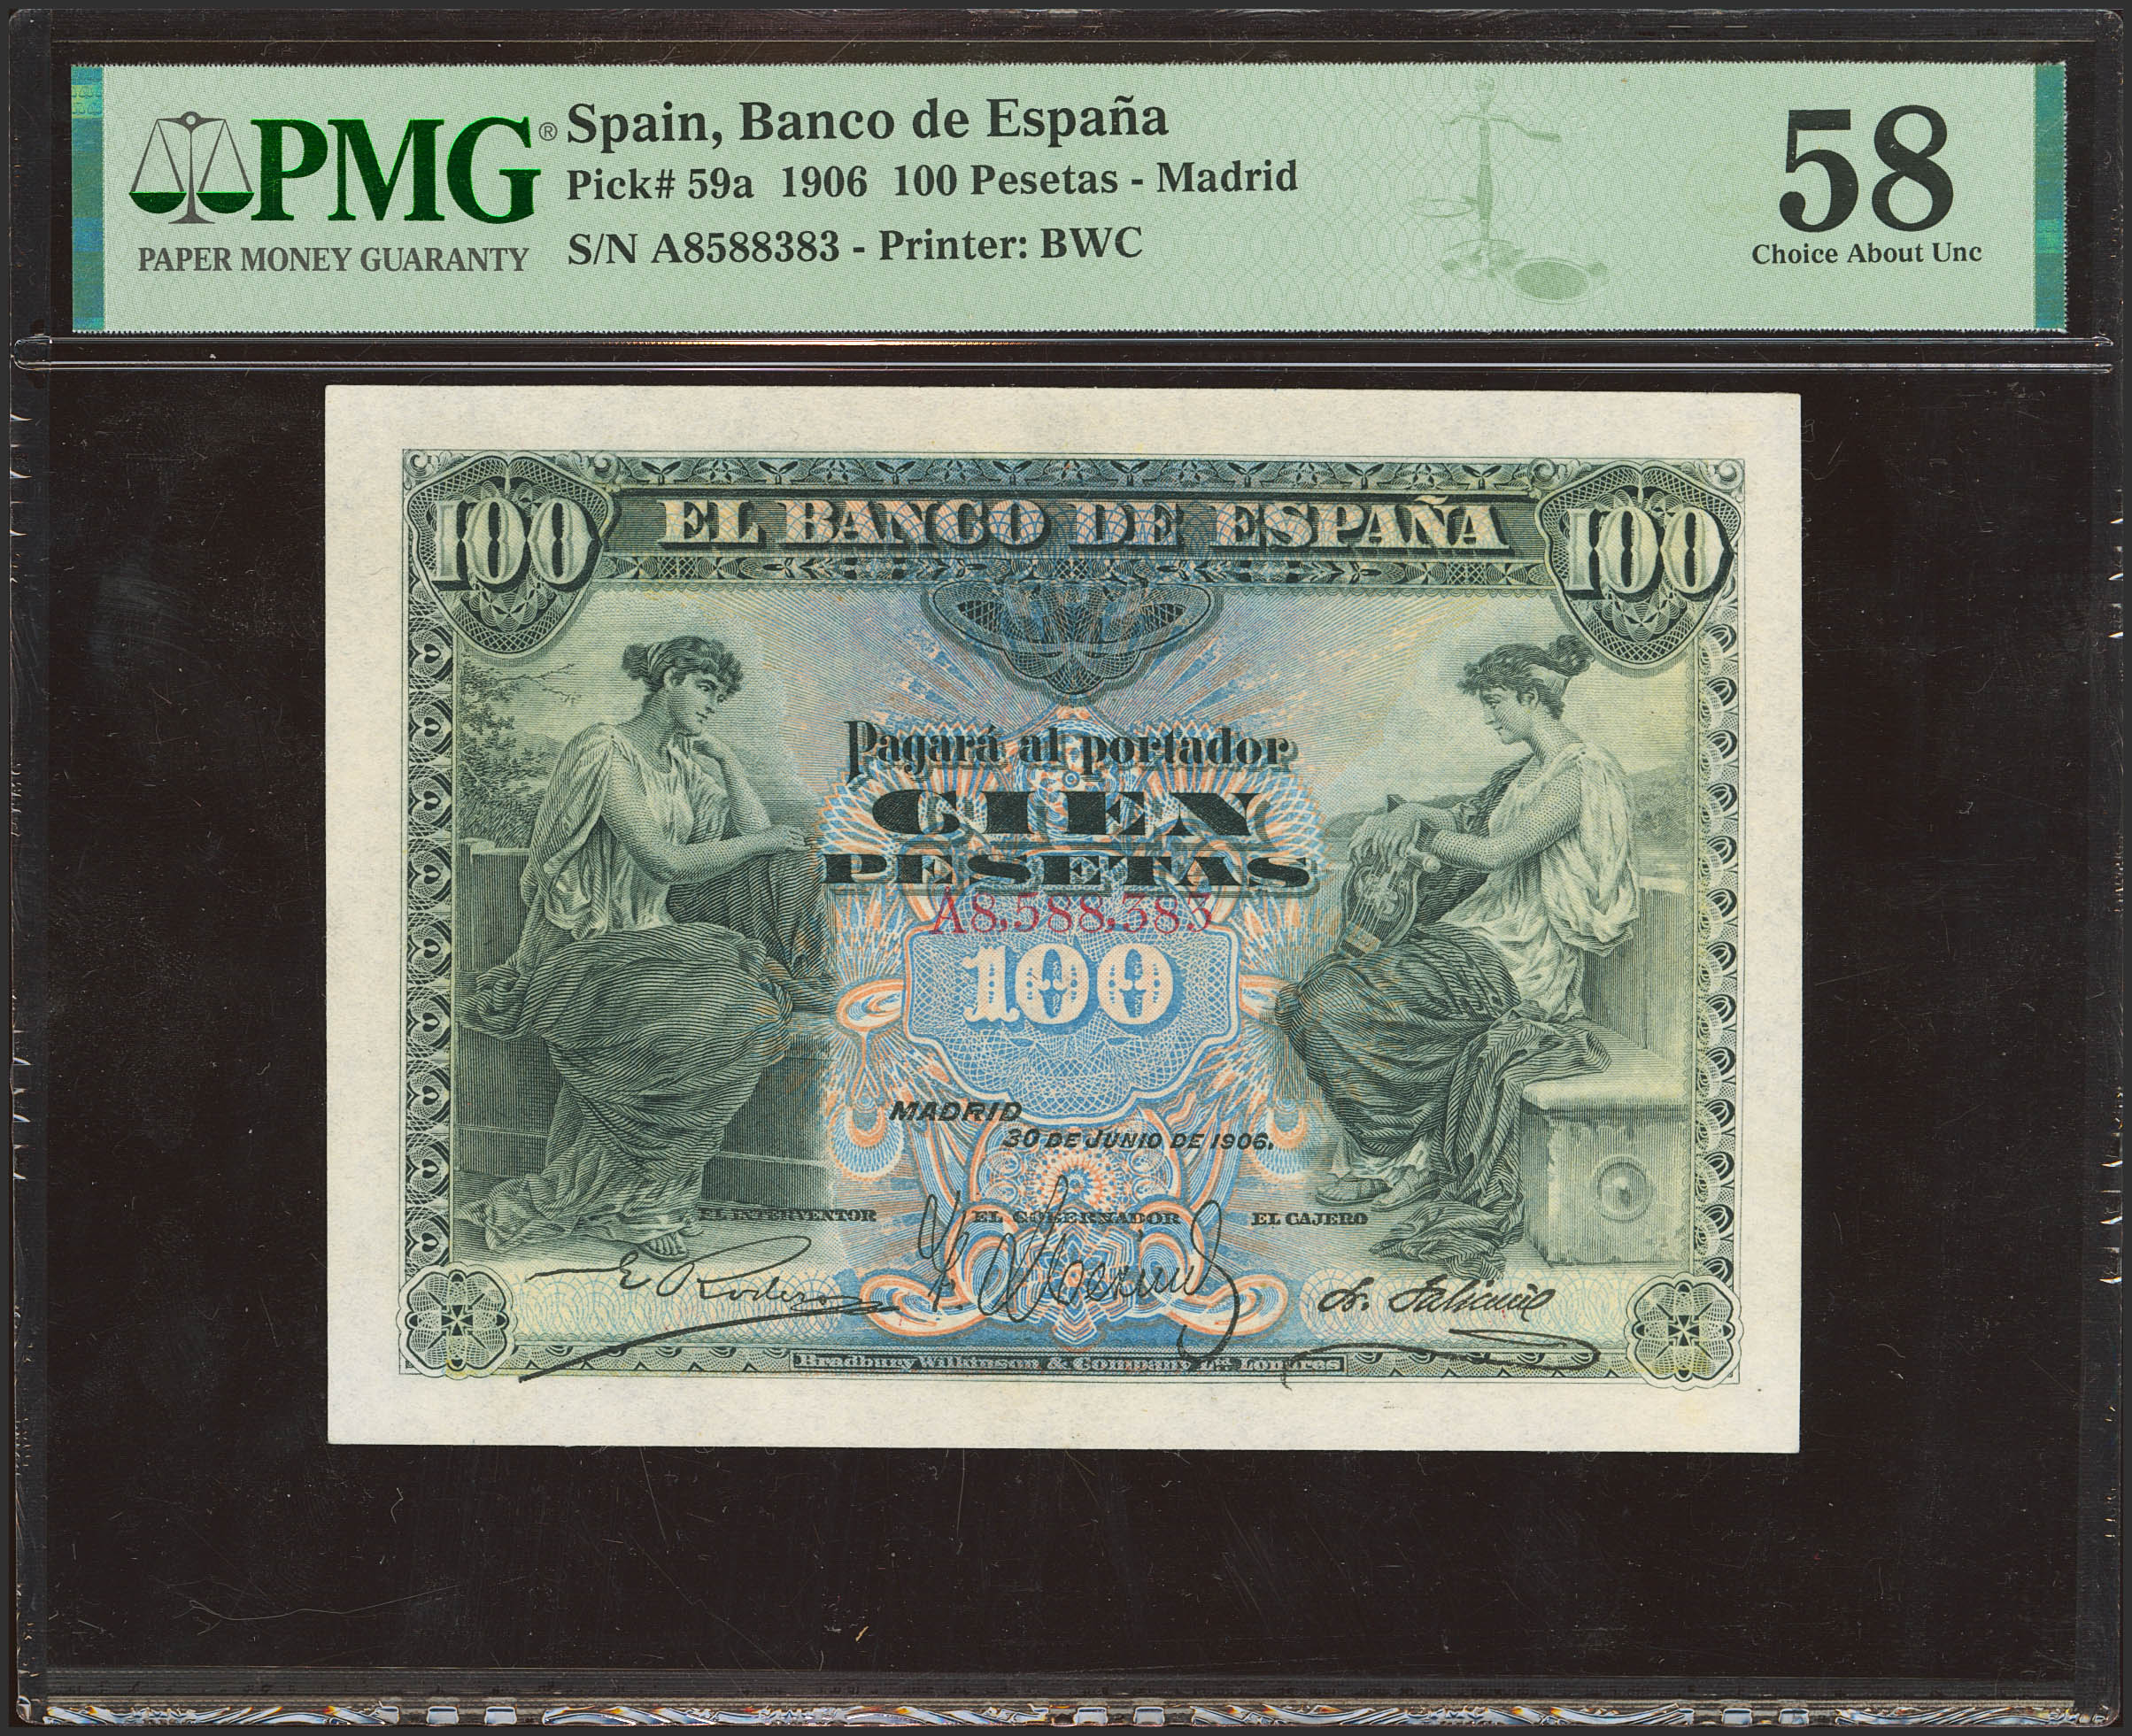 PMG®
PAPER MONEY GUARANTY
Spain, Banco de España
Pick# 59a 1906 100 Pesetas - Madrid
S/N A8588383 - Printer: BWC
58
Choice About Unc
100
EL BANCO DE ESPAÑA
100
Pagará al portador
CIEN
PESETAS
A8,588,383
100
MADRID
30 DE JUNIO DE 1906.
EL INTERVENTOR
EL GOBERNADOR
EL CAJERO
Bradbury Wilkinson & Company Ld. Londres